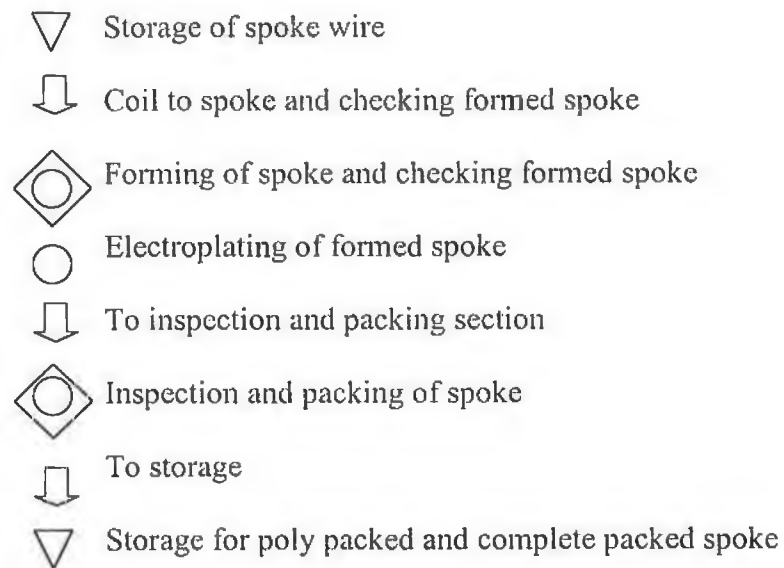 Storage of spoke wire
Coil to spoke and checking formed spoke
Forming of spoke and checking formed spoke
Electroplating of formed spoke
To inspection and packing section
Inspection and packing of spoke
To storage
Storage for poly packed and complete packed spoke